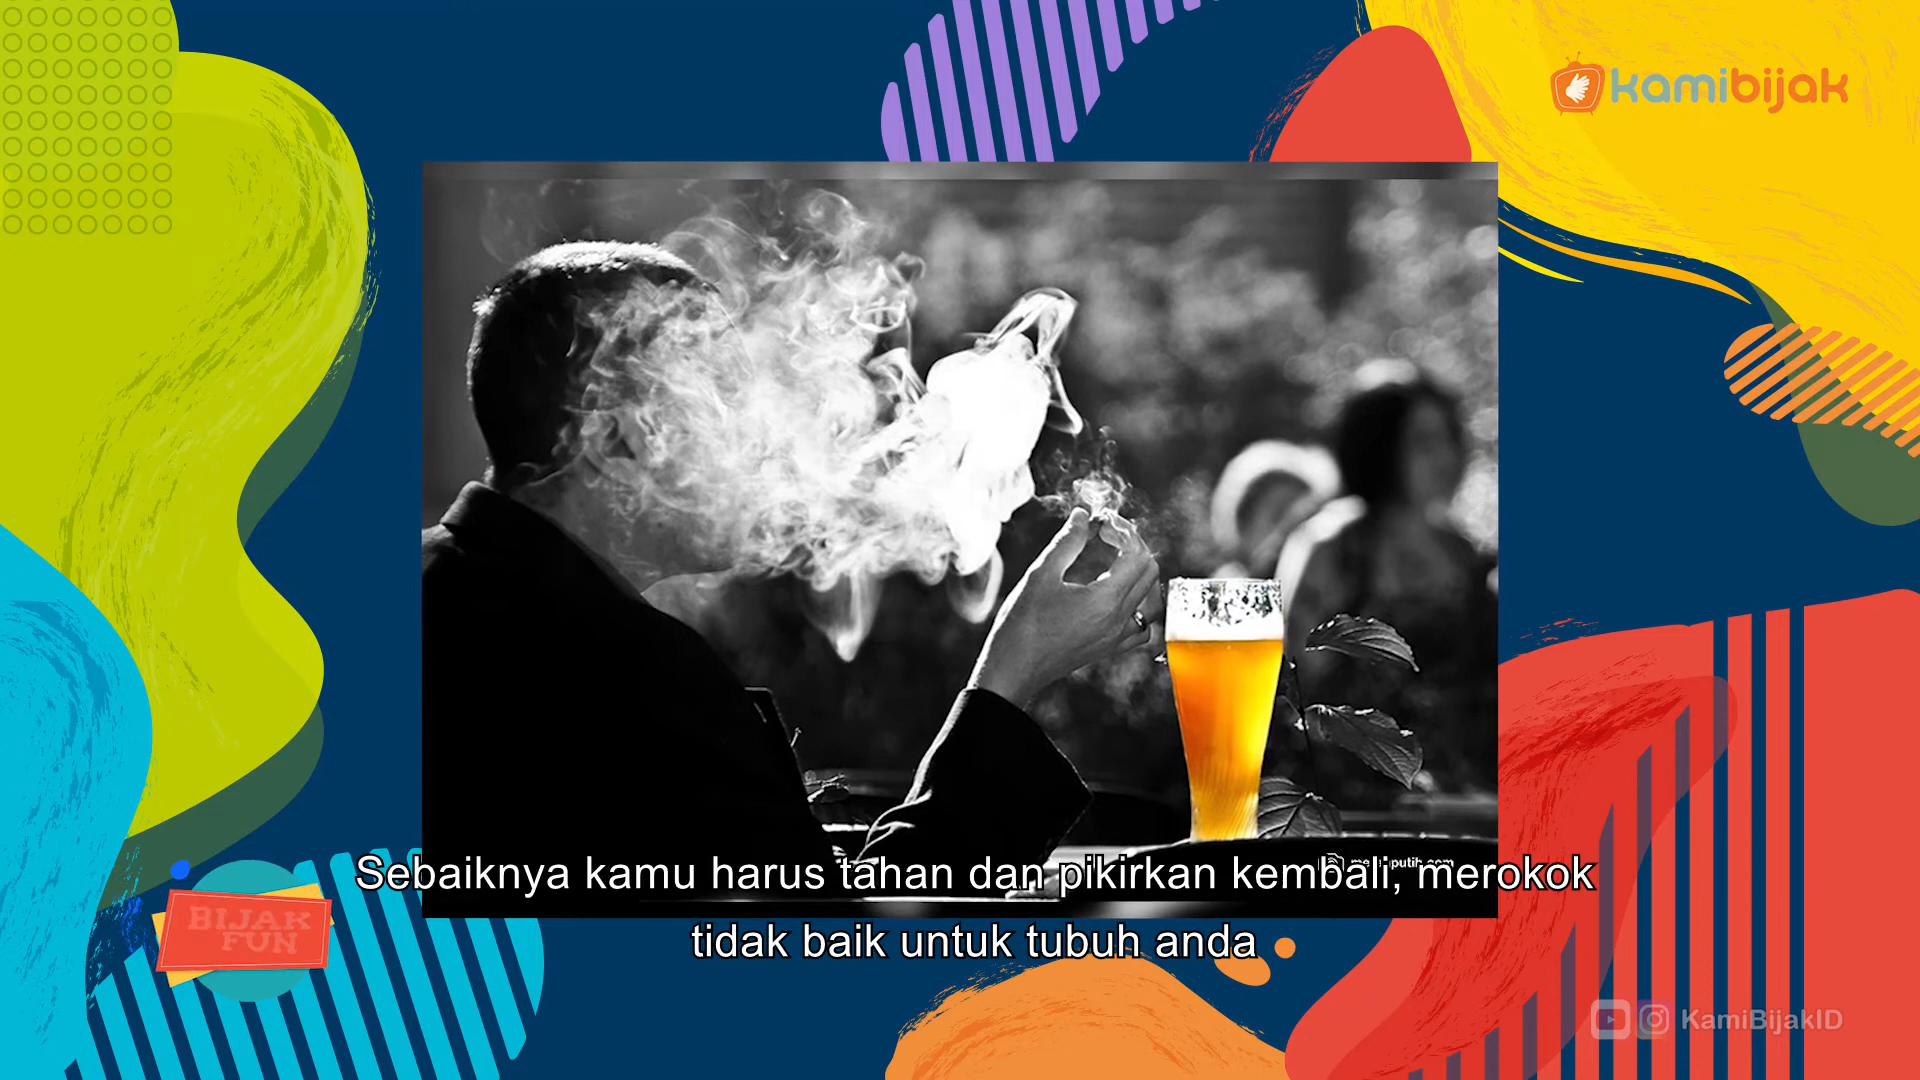 kamibijak
Sebaiknya kamu harus tahan dan pikirkan kembali, merokok
tidak baik untuk tubuh anda
BIJAK
FUN
KamiBijakID